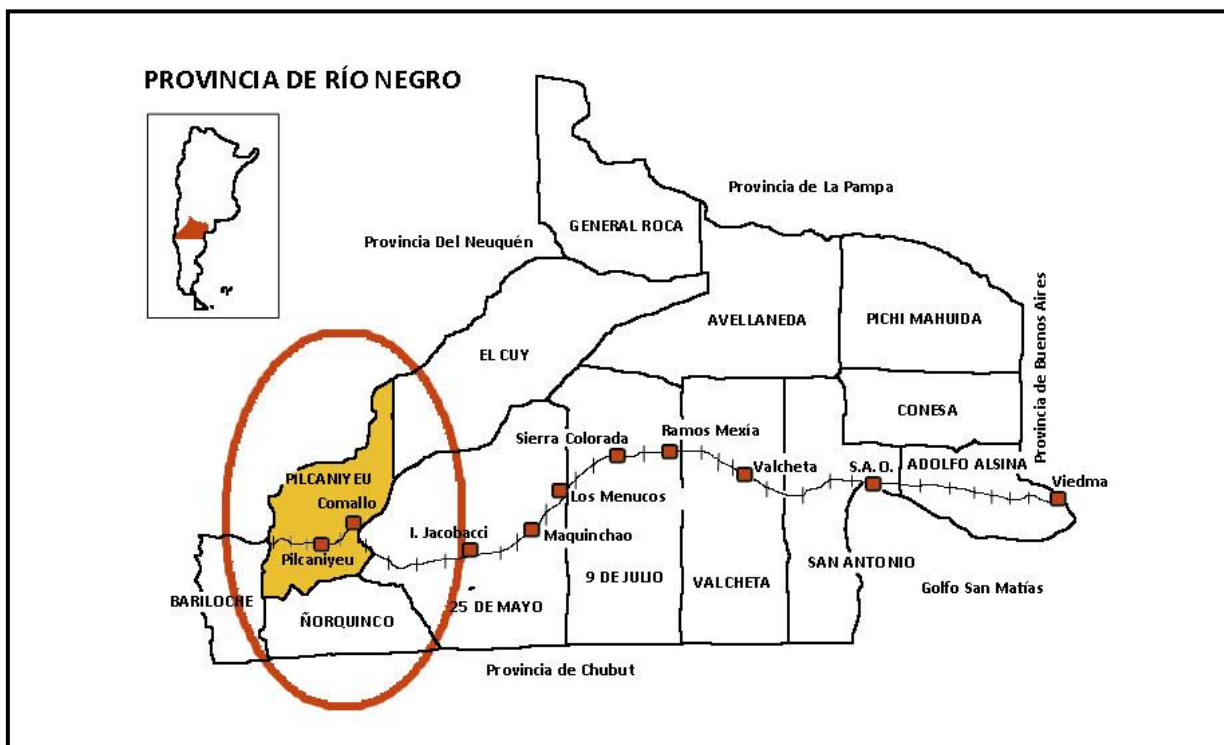 PROVINCIA DE RÍO NEGRO
Provincia de La Pampa
GENERAL ROCA
Provincia Del Neuquén
AVELLANEDA
PICHI MAHUIDA
Provincia de Buenos Aires
EL CUY
CONESA
Ramos Mexía
Sierra Colorada
ADOLFO ALSINA
PILCANIYEU
Valcheta
S.A.O.
Viedma
Comallo
Los Menucos
I. Jacobacci
Maquinchao
Pilcaniyeu
SAN ANTONIO
9 DE JULIO
VALCHETA
Golfo San Matías
BARILOCHE
25 DE MAYO
ÑORQUINCO
Provincia de Chubut